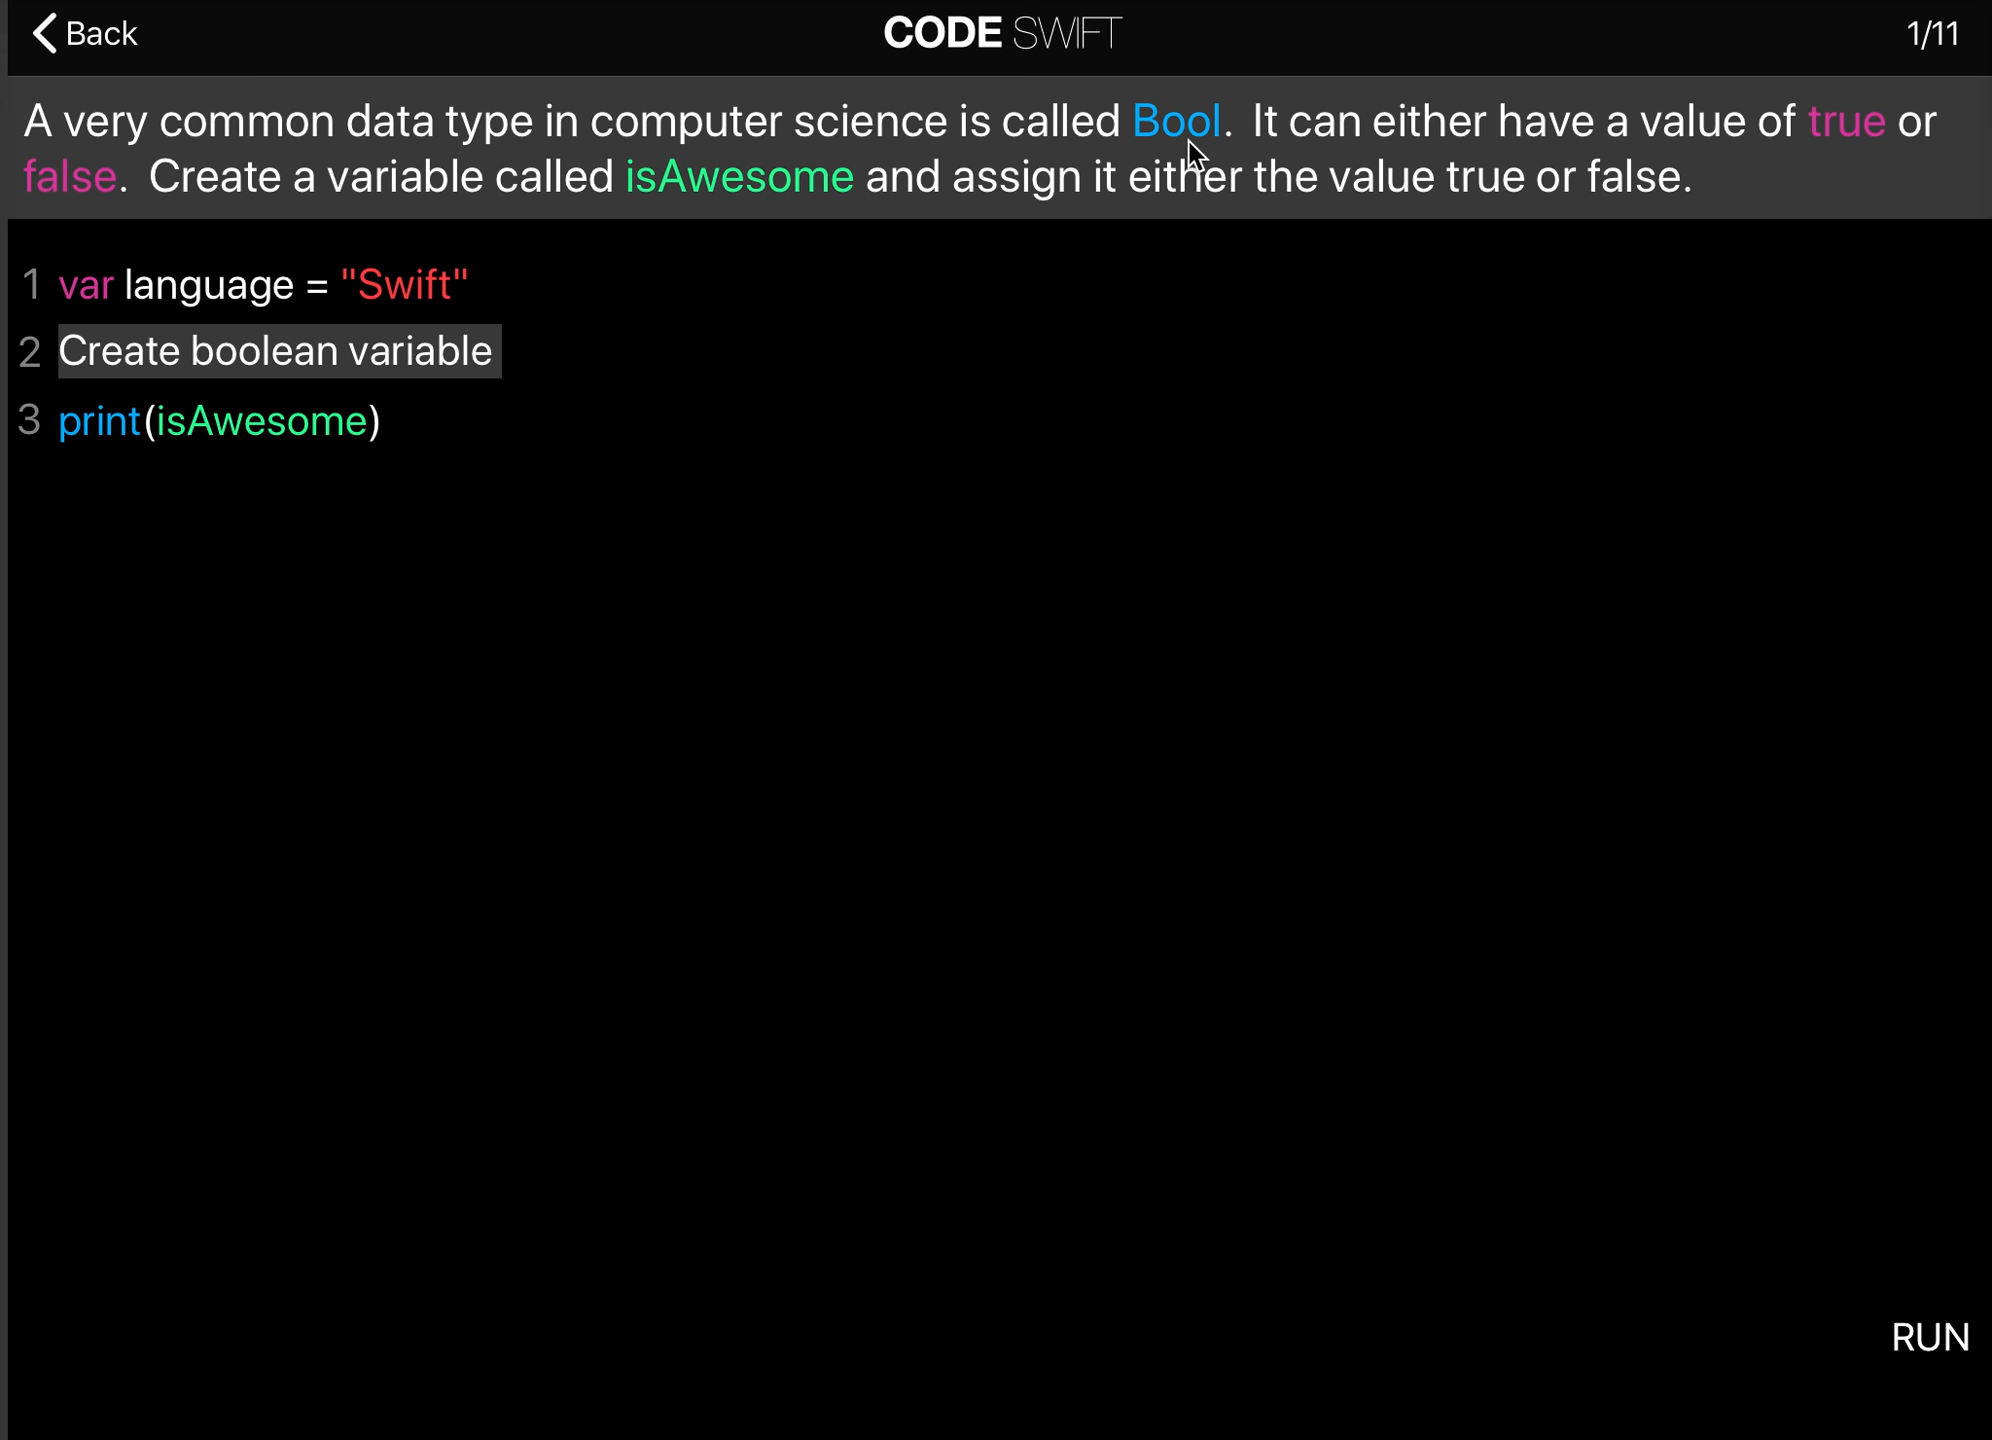 Back
CODE SWIFT
1/11
A very common data type in computer science is called Bool.  It can either have a value of true or
false.  Create a variable called isAwesome and assign it either the value true or false.
1 var language = "Swift"
2 Create boolean variable
3 print(isAwesome)
RUN